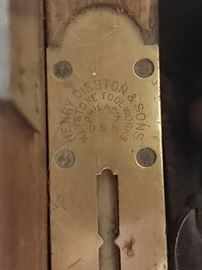 HENRY DISSTON & SONS
KEYSTONE TOOL WORKS
PHILADA
U S A